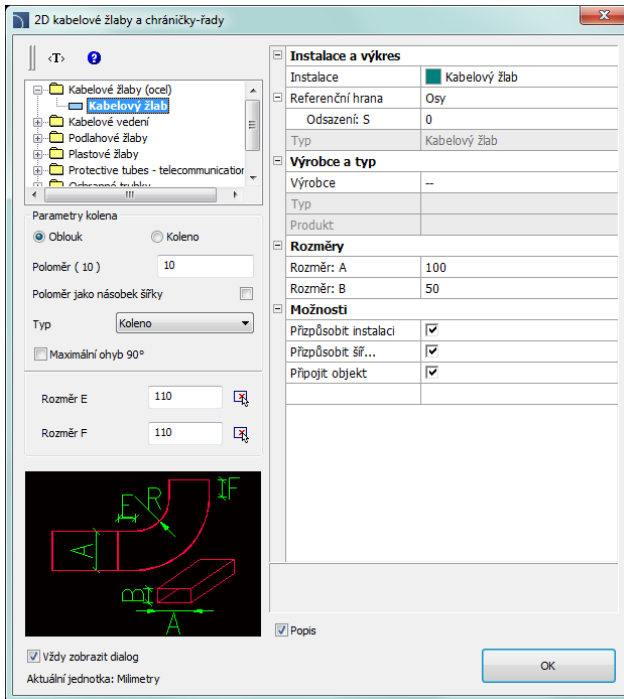 2D kabelové žlaby a chráničky-řady
‹T›
Kabelové žlaby (ocel)
Kabelový žlab
Kabelové vedení
Podlahové žlaby
Plastové žlaby
Protective tubes - telecommunication
Ochranné trubky
Parametry kolena
Oblouk Koleno
Poloměr ( 10 ) 10
Poloměr jako násobek šířky
Typ Koleno
Maximální ohyb 90°
Rozměr E 110
Rozměr F 110
E R F
A
B
A
Vždy zobrazit dialog
Aktuální jednotka: Milimetry
Instalace a výkres
Instalace Kabelový žlab
Referenční hrana Osy
Odsazení: S 0
Typ Kabelový žlab
Výrobce a typ
Výrobce --
Typ
Produkt
Rozměry
Rozměr: A 100
Rozměr: B 50
Možnosti
Přizpůsobit instalaci
Přizpůsobit šíř...
Připojit objekt
Popis
OK